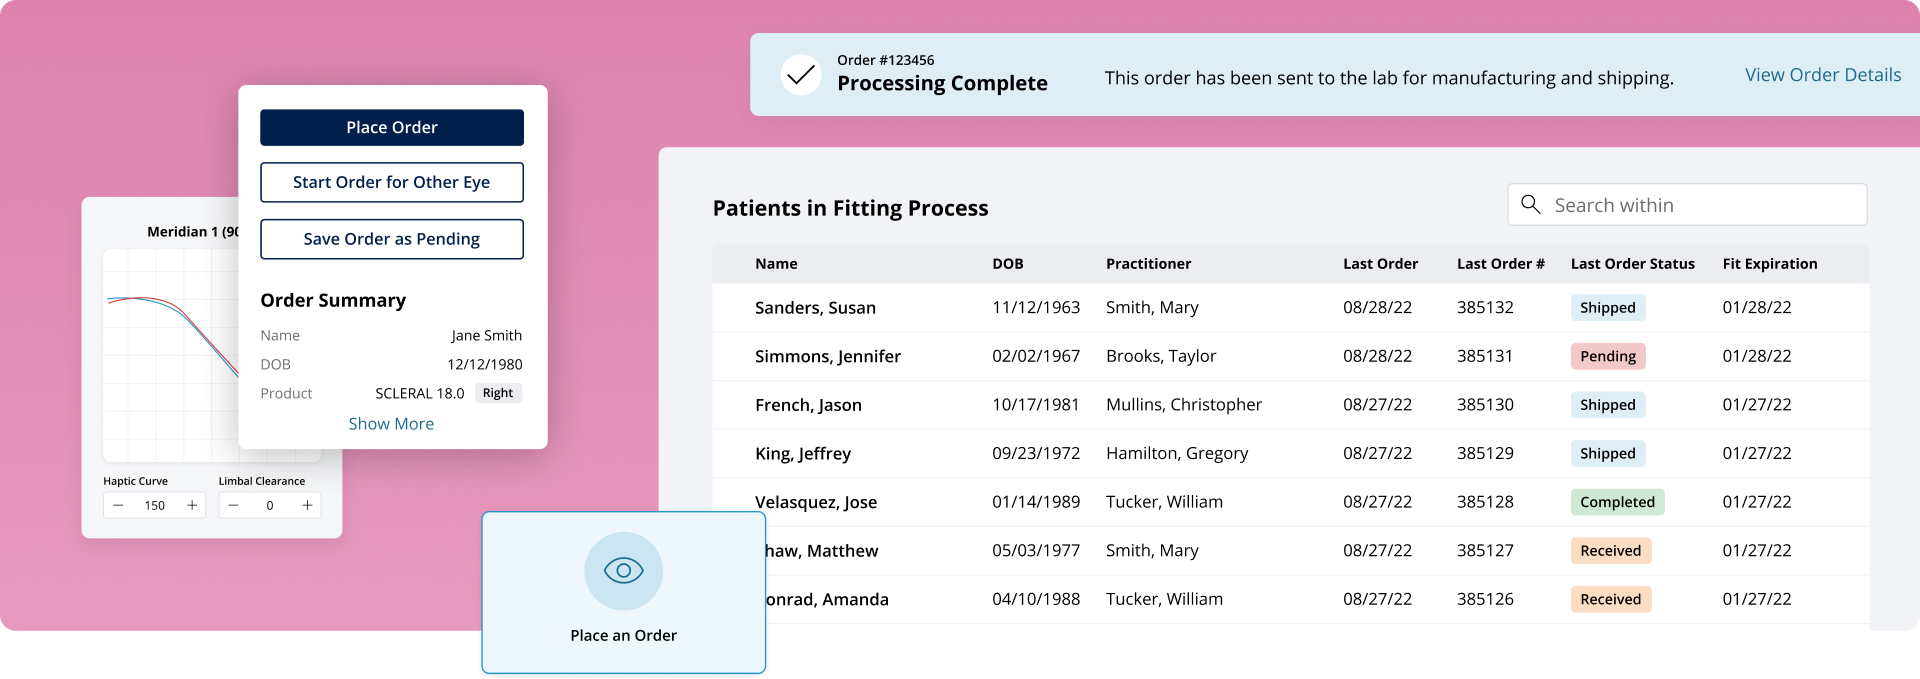 Order #123456
Processing Complete
This order has been sent to the lab for manufacturing and shipping.
View Order Details
Place Order
Start Order for Other Eye
Save Order as Pending
Order Summary
Name Jane Smith
DOB 12/12/1980
Product SCLERAL 18.0 Right
Show More
Meridian 1 (90
Haptic Curve Limbal Clearance
− 150 + − 0 +
Patients in Fitting Process
Search within
Name DOB Practitioner Last Order Last Order # Last Order Status Fit Expiration
Sanders, Susan 11/12/1963 Smith, Mary 08/28/22 385132 Shipped 01/28/22
Simmons, Jennifer 02/02/1967 Brooks, Taylor 08/28/22 385131 Pending 01/28/22
French, Jason 10/17/1981 Mullins, Christopher 08/27/22 385130 Shipped 01/27/22
King, Jeffrey 09/23/1972 Hamilton, Gregory 08/27/22 385129 Shipped 01/27/22
Velasquez, Jose 01/14/1989 Tucker, William 08/27/22 385128 Completed 01/27/22
haw, Matthew 05/03/1977 Smith, Mary 08/27/22 385127 Received 01/27/22
onrad, Amanda 04/10/1988 Tucker, William 08/27/22 385126 Received 01/27/22
Place an Order